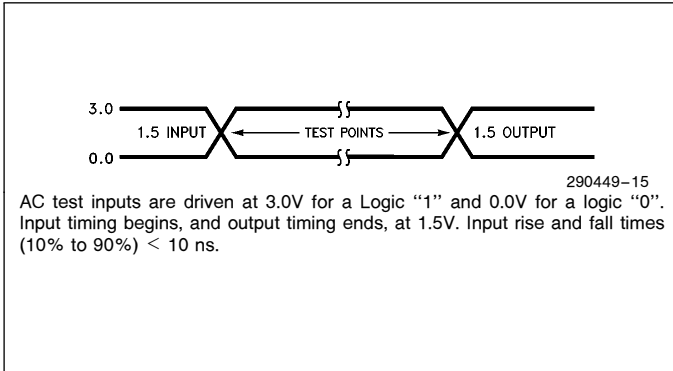 3.0
1.5 INPUT
TEST POINTS
1.5 OUTPUT
0.0
290449–15
AC test inputs are driven at 3.0V for a Logic ‘‘1’’ and 0.0V for a logic ‘‘0’’.
Input timing begins, and output timing ends, at 1.5V. Input rise and fall times
(10% to 90%) < 10 ns.